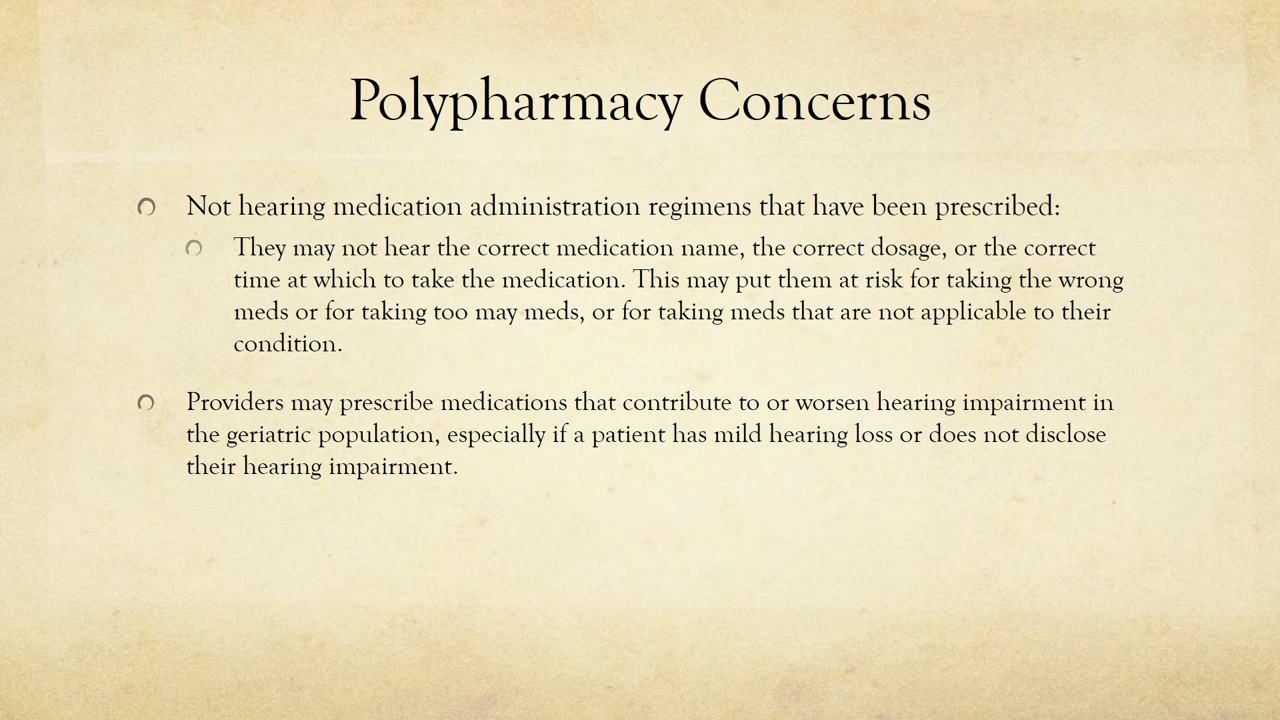 Polypharmacy Concerns
Not hearing medication administration regimens that have been prescribed:
They may not hear the correct medication name, the correct dosage, or the correct
time at which to take the medication. This may put them at risk for taking the wrong
meds or for taking too may meds, or for taking meds that are not applicable to their
condition.
Providers may prescribe medications that contribute to or worsen hearing impairment in
the geriatric population, especially if a patient has mild hearing loss or does not disclose
their hearing impairment.